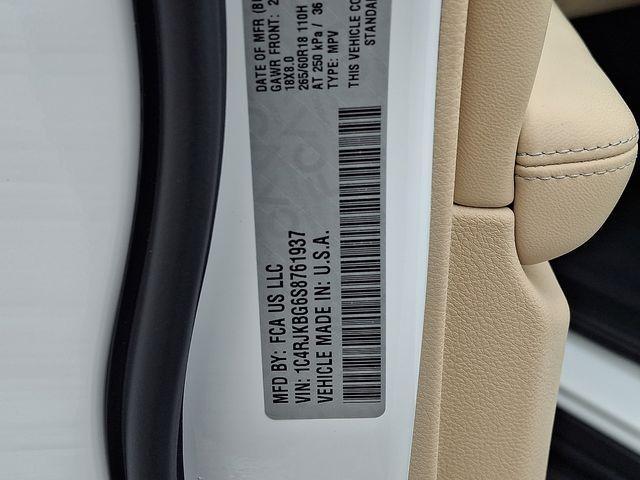 MFD BY: FCA US LLC
DATE OF MFR
VIN: 1C4RJKBG6S8761937
GAWR FRONT:
18X8.0
VEHICLE MADE IN: U.S.A.
265/60R18 110H
AT 250 kPa / 36
TYPE: MPV
THIS VEHICLE